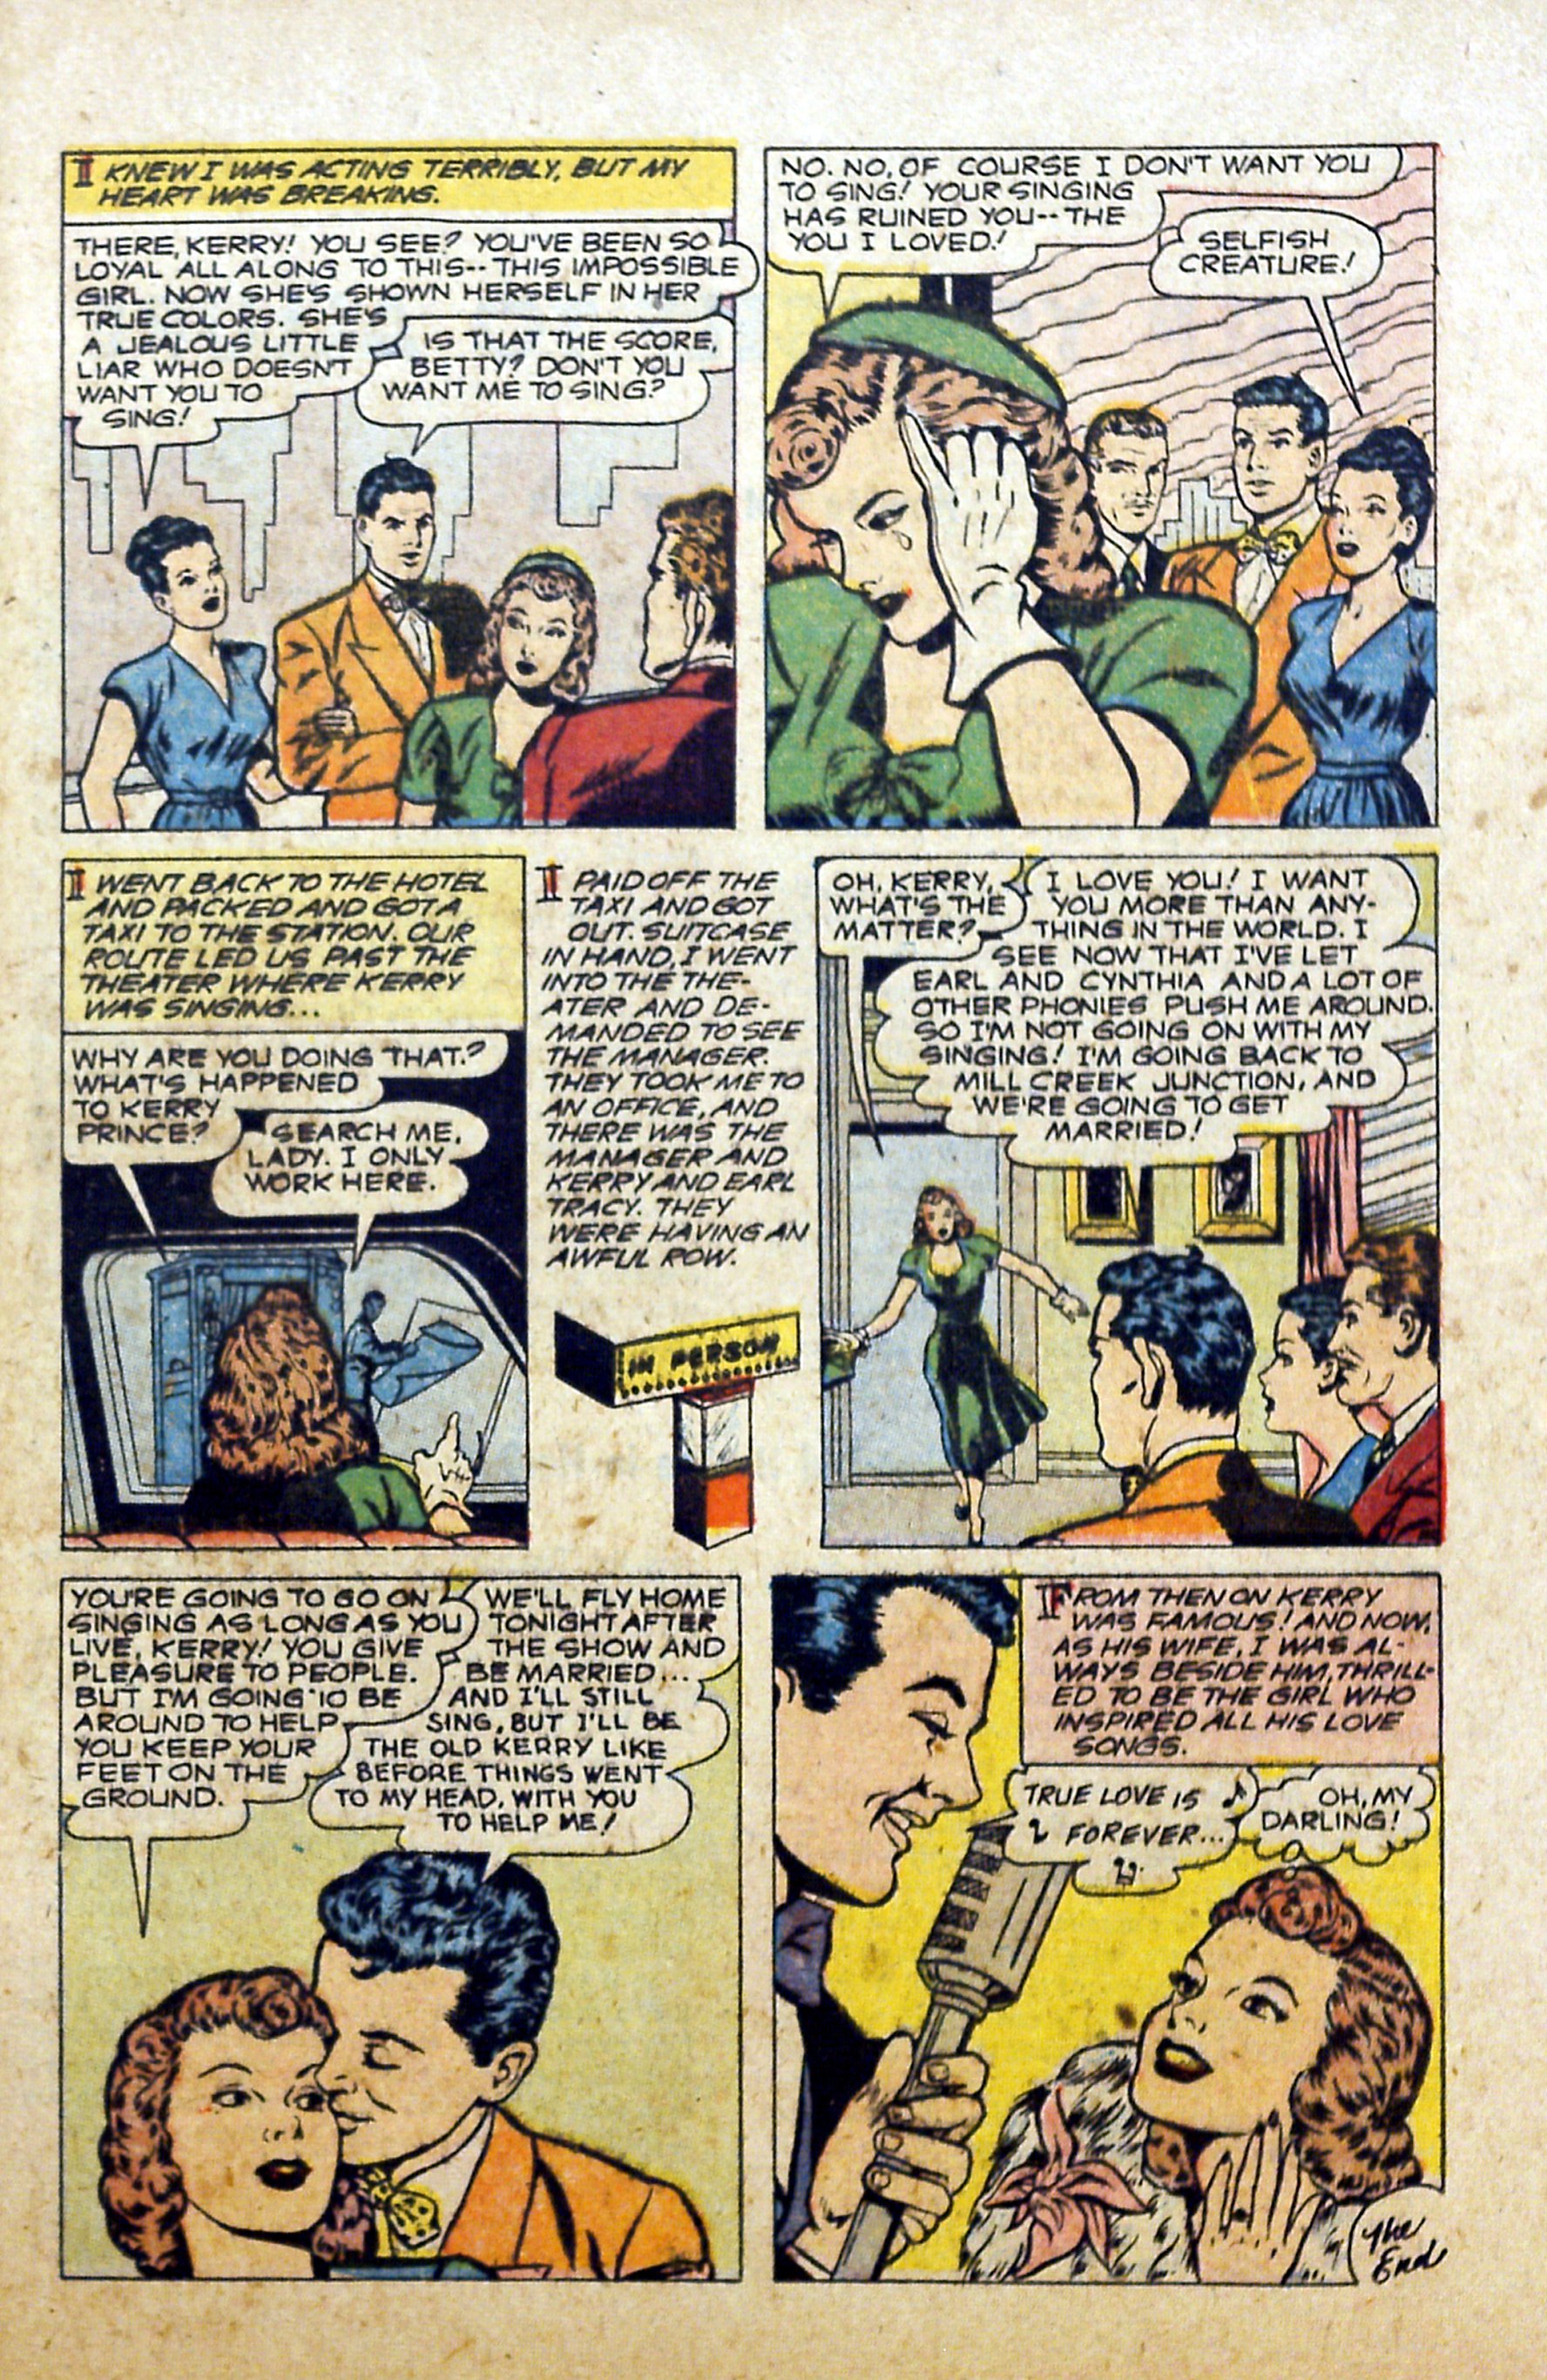 I KNEW I WAS ACTING TERRIBLY, BUT MY
HEART WAS BREAKING.
THERE, KERRY! YOU SEE? YOU'VE BEEN SO
LOYAL ALL ALONG TO THIS-- THIS IMPOSSIBLE
GIRL. NOW SHE'S SHOWN HERSELF IN HER
TRUE COLORS. SHE'S
A JEALOUS LITTLE
LIAR WHO DOESN'T
WANT YOU TO
SING!
IS THAT THE SCORE,
BETTY? DON'T YOU
WANT ME TO SING?
NO. NO, OF COURSE I DON'T WANT YOU
TO SING! YOUR SINGING
HAS RUINED YOU-- THE
YOU I LOVED!
SELFISH
CREATURE!
I WENT BACK TO THE HOTEL
AND PACKED AND GOT A
TAXI TO THE STATION. OUR
ROUTE LED US PAST THE
THEATER WHERE KERRY
WAS SINGING...
WHY ARE YOU DOING THAT?
WHAT'S HAPPENED
TO KERRY
PRINCE?
SEARCH ME,
LADY. I ONLY
WORK HERE.
I PAID OFF THE
TAXI AND GOT
OUT. SUITCASE
IN HAND, I WENT
INTO THE THE-
ATER AND DE-
MANDED TO SEE
THE MANAGER.
THEY TOOK ME TO
AN OFFICE, AND
THERE WAS THE
MANAGER AND
KERRY AND EARL
TRACY. THEY
WERE HAVING AN
AWFUL ROW.
IN PERSON
OH, KERRY,
WHAT'S THE
MATTER?
I LOVE YOU! I WANT
YOU MORE THAN ANY-
THING IN THE WORLD. I
SEE NOW THAT I'VE LET
EARL AND CYNTHIA AND A LOT OF
OTHER PHONIES PUSH ME AROUND.
SO I'M NOT GOING ON WITH MY
SINGING! I'M GOING BACK TO
MILL CREEK JUNCTION, AND
WE'RE GOING TO GET
MARRIED!
YOU'RE GOING TO GO ON
SINGING AS LONG AS YOU
LIVE, KERRY! YOU GIVE
PLEASURE TO PEOPLE.
BUT I'M GOING TO BE
AROUND TO HELP
YOU KEEP YOUR
FEET ON THE
GROUND.
WE'LL FLY HOME
TONIGHT AFTER
THE SHOW AND
BE MARRIED...
AND I'LL STILL
SING, BUT I'LL BE
THE OLD KERRY LIKE
BEFORE THINGS WENT
TO MY HEAD, WITH YOU
TO HELP ME!
FROM THEN ON KERRY
WAS FAMOUS! AND NOW,
AS HIS WIFE, I WAS AL-
WAYS BESIDE HIM, THRILL-
ED TO BE THE GIRL WHO
INSPIRED ALL HIS LOVE
SONGS.
TRUE LOVE IS
FOREVER...
OH, MY
DARLING!
The
End